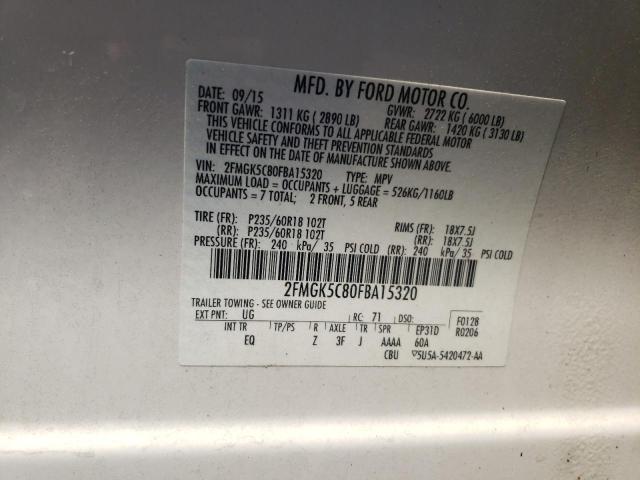 MFD. BY FORD MOTOR CO.
DATE: 09/15 GVWR: 2722 KG ( 6000 LB)
FRONT GAWR: 1311 KG ( 2890 LB) REAR GAWR: 1420 KG ( 3130 LB)
THIS VEHICLE CONFORMS TO ALL APPLICABLE FEDERAL MOTOR
VEHICLE SAFETY AND THEFT PREVENTION STANDARDS
IN EFFECT ON THE DATE OF MANUFACTURE SHOWN ABOVE.
VIN: 2FMGK5C80FBA15320 TYPE: MPV
MAXIMUM LOAD = OCCUPANTS + LUGGAGE = 526KG/1160LB
OCCUPANTS = 7 TOTAL: 2 FRONT, 5 REAR
TIRE (FR): P235/60R18 102T RIMS (FR): 18X7.5J
(RR): P235/60R18 102T (RR): 18X7.5J
PRESSURE (FR): 240 kPa/ 35 PSI COLD (RR): 240 kPa/ 35 PSI COLD
2FMGK5C80FBA15320
TRAILER TOWING - SEE OWNER GUIDE
EXT PNT: UG RC: 71 DSO: F0128
INT TR TP/PS R AXLE TR SPR EP31D R0206
EQ Z 3F J AAAA 60A
CBU ▽5U5A-5420472-AA